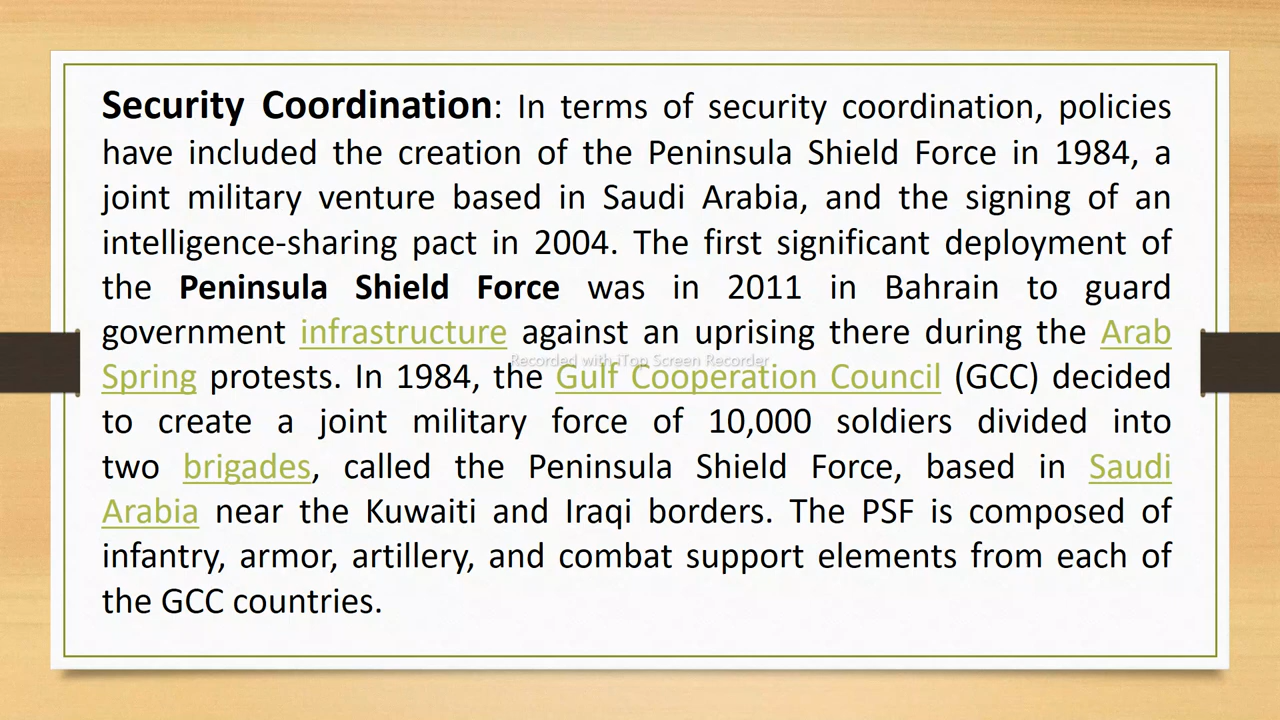 Security Coordination: In terms of security coordination, policies
have included the creation of the Peninsula Shield Force in 1984, a
joint military venture based in Saudi Arabia, and the signing of an
intelligence-sharing pact in 2004. The first significant deployment of
the Peninsula Shield Force was in 2011 in Bahrain to guard
government infrastructure against an uprising there during the Arab
Recorded with iTop Screen Recorder
Spring protests. In 1984, the Gulf Cooperation Council (GCC) decided
to create a joint military force of 10,000 soldiers divided into
two brigades, called the Peninsula Shield Force, based in Saudi
Arabia near the Kuwaiti and Iraqi borders. The PSF is composed of
infantry, armor, artillery, and combat support elements from each of
the GCC countries.